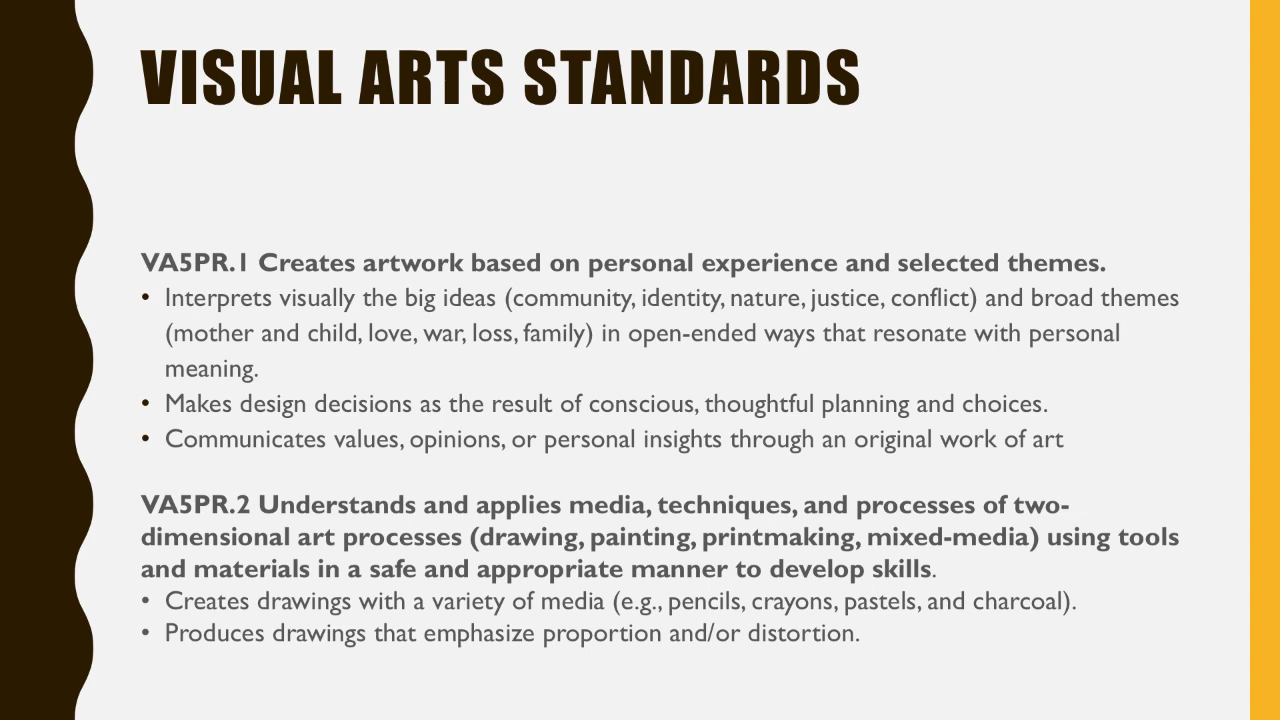 VISUAL ARTS STANDARDS
VA5PR.1 Creates artwork based on personal experience and selected themes.
• Interprets visually the big ideas (community, identity, nature, justice, conflict) and broad themes
(mother and child, love, war, loss, family) in open-ended ways that resonate with personal
meaning.
• Makes design decisions as the result of conscious, thoughtful planning and choices.
• Communicates values, opinions, or personal insights through an original work of art
VA5PR.2 Understands and applies media, techniques, and processes of two-
dimensional art processes (drawing, painting, printmaking, mixed-media) using tools
and materials in a safe and appropriate manner to develop skills.
• Creates drawings with a variety of media (e.g., pencils, crayons, pastels, and charcoal).
• Produces drawings that emphasize proportion and/or distortion.